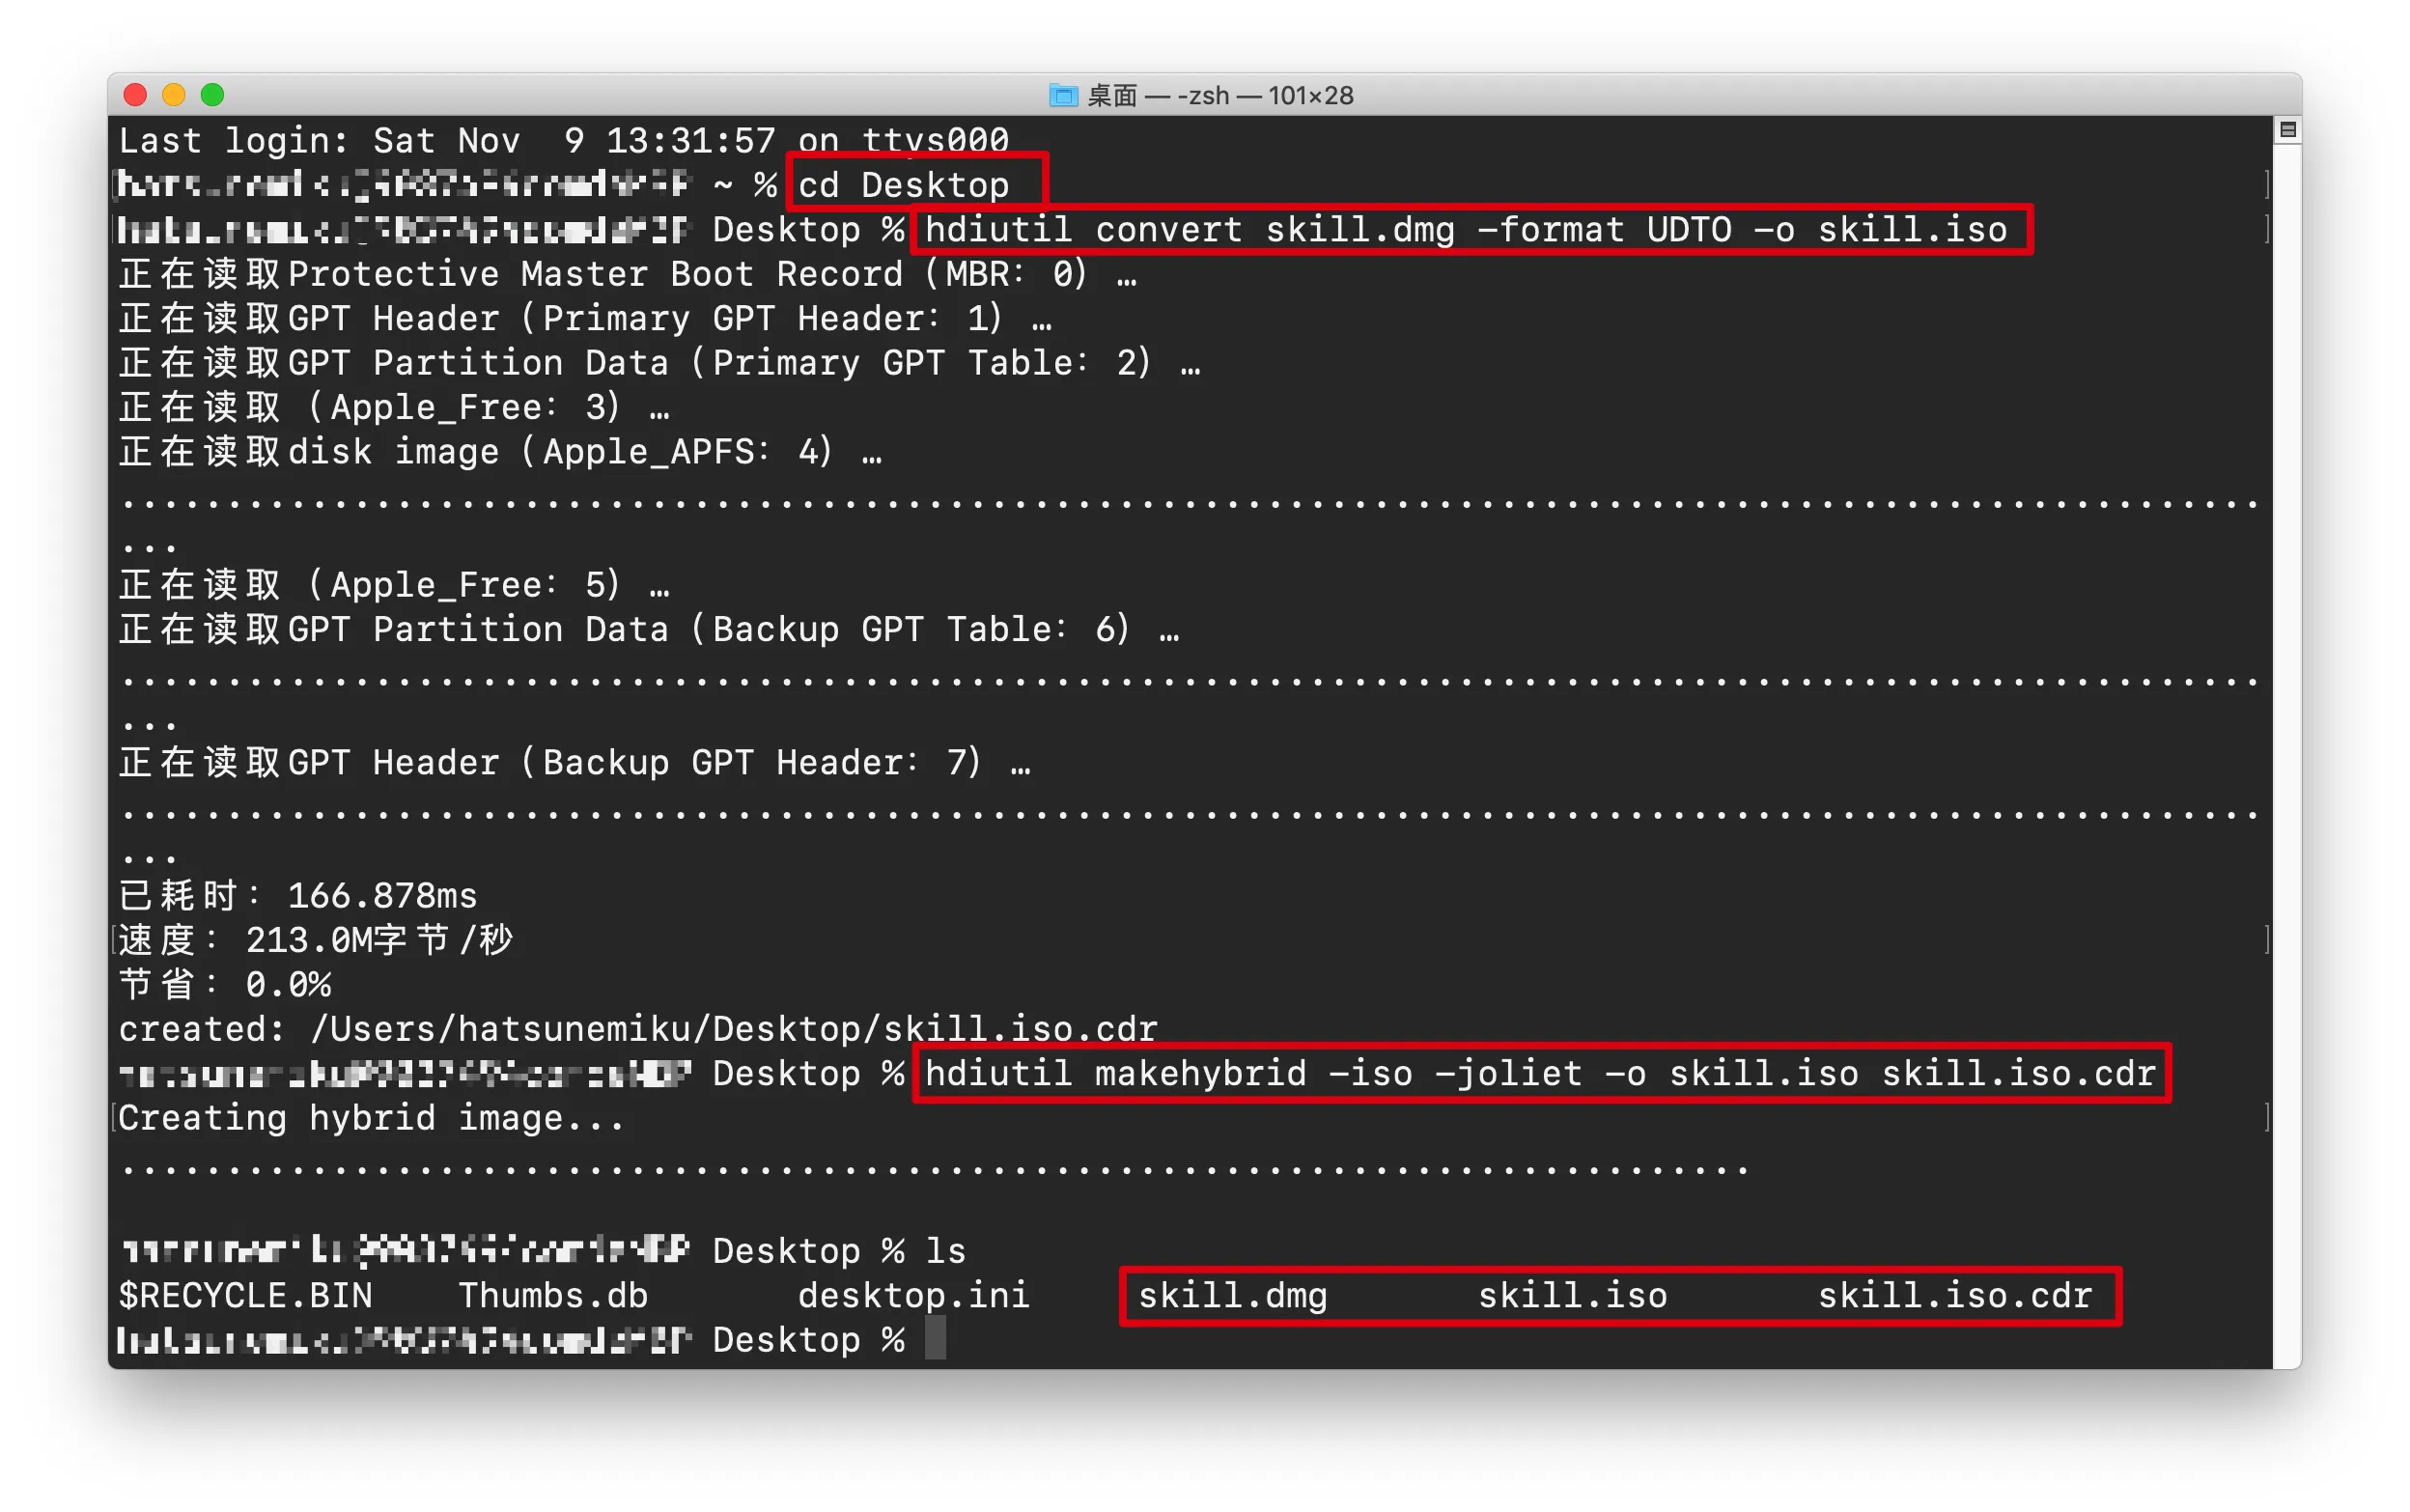 桌面 — -zsh — 101×28
Last login: Sat Nov  9 13:31:57 on ttys000
~ % cd Desktop
Desktop % hdiutil convert skill.dmg -format UDTO -o skill.iso
正在读取Protective Master Boot Record（MBR：0）…
正在读取GPT Header（Primary GPT Header：1）…
正在读取GPT Partition Data（Primary GPT Table：2）…
正在读取（Apple_Free：3）…
正在读取disk image（Apple_APFS：4）…
.....................................................................................................
...
正在读取（Apple_Free：5）…
正在读取GPT Partition Data（Backup GPT Table：6）…
.....................................................................................................
...
正在读取GPT Header（Backup GPT Header：7）…
.....................................................................................................
...
已耗时：166.878ms
速度：213.0M字节/秒
节省：0.0%
created: /Users/hatsunemiku/Desktop/skill.iso.cdr
Desktop % hdiutil makehybrid -iso -joliet -o skill.iso skill.iso.cdr
Creating hybrid image...
.............................................................................
Desktop % ls
$RECYCLE.BIN    Thumbs.db       desktop.ini     skill.dmg       skill.iso       skill.iso.cdr
Desktop %